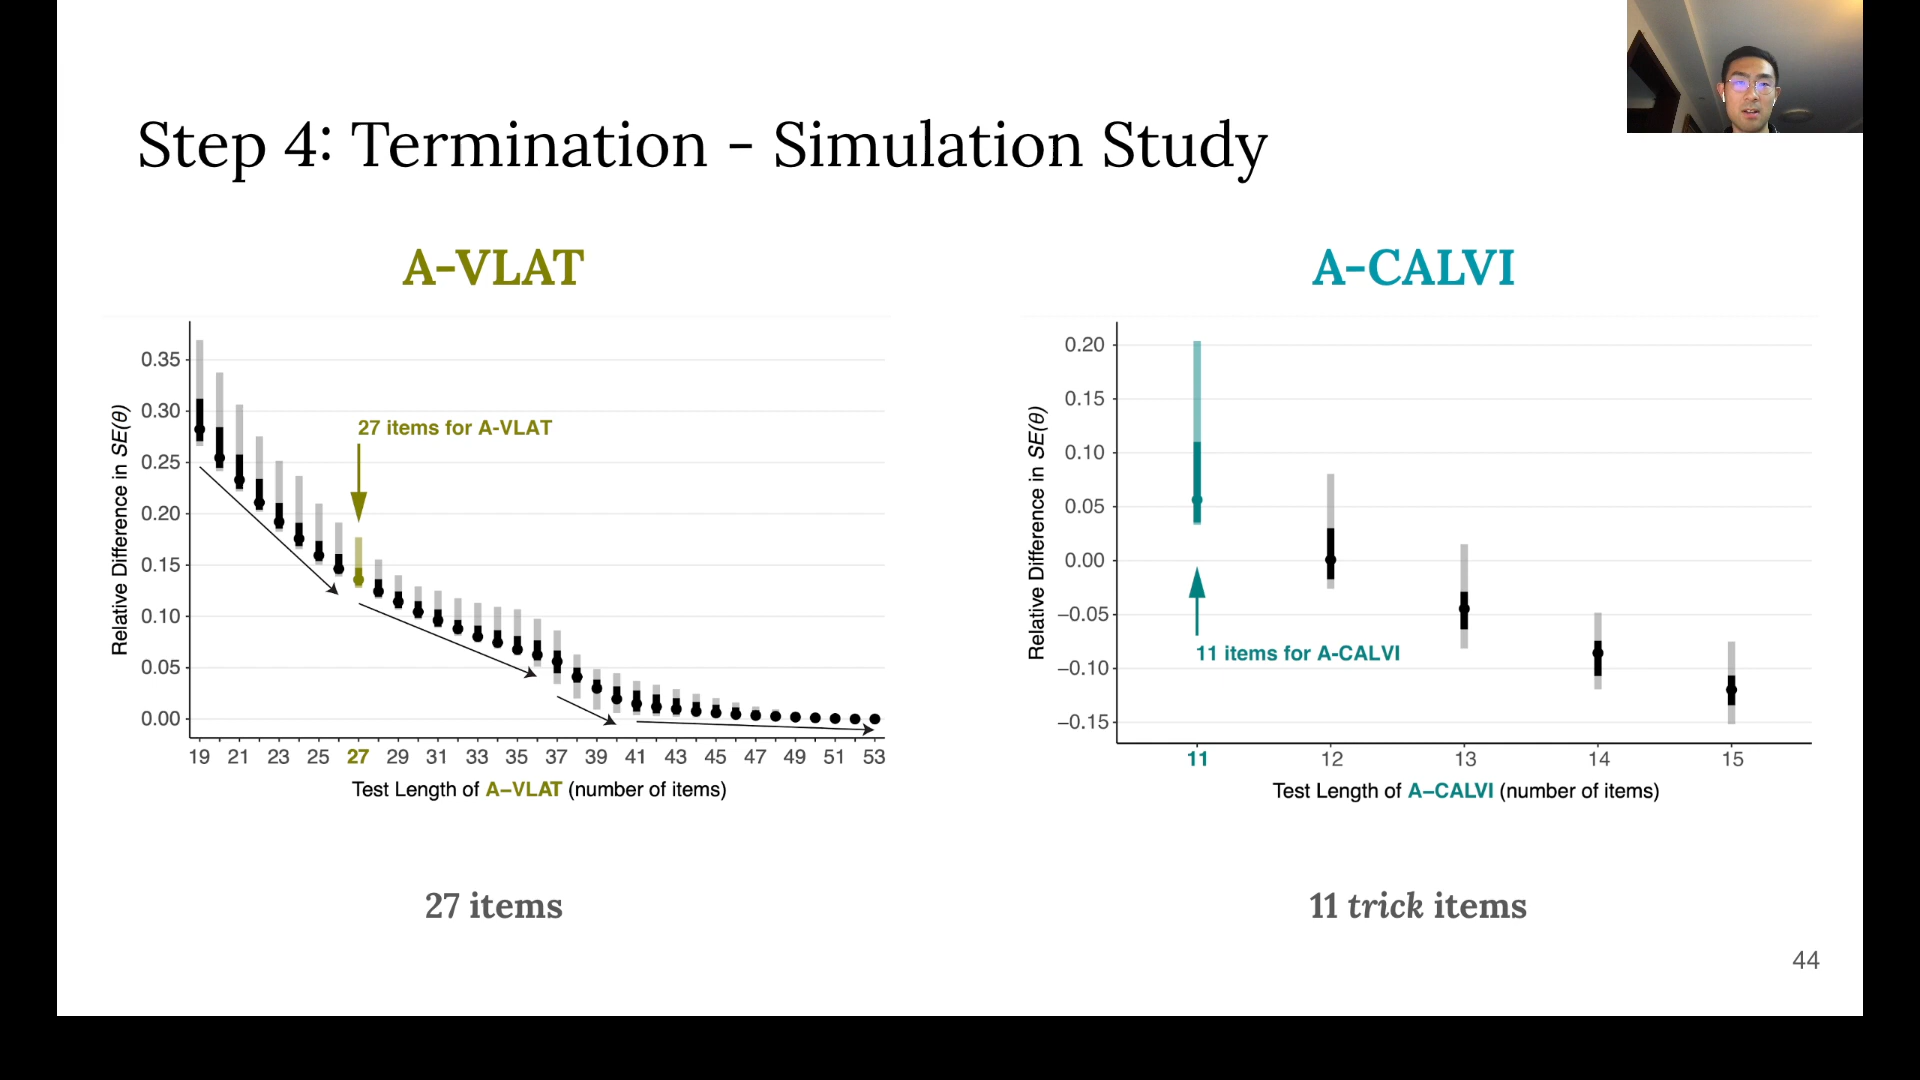 Step 4: Termination - Simulation Study
A-VLAT
Relative Difference in SE(θ)
0.35
0.30
0.25
0.20
0.15
0.10
0.05
0.00
27 items for A-VLAT
19 21 23 25 27 29 31 33 35 37 39 41 43 45 47 49 51 53
Test Length of A−VLAT (number of items)
27 items
A-CALVI
Relative Difference in SE(θ)
0.20
0.15
0.10
0.05
0.00
−0.05
−0.10
−0.15
11 items for A-CALVI
11 12 13 14 15
Test Length of A−CALVI (number of items)
11 trick items
44